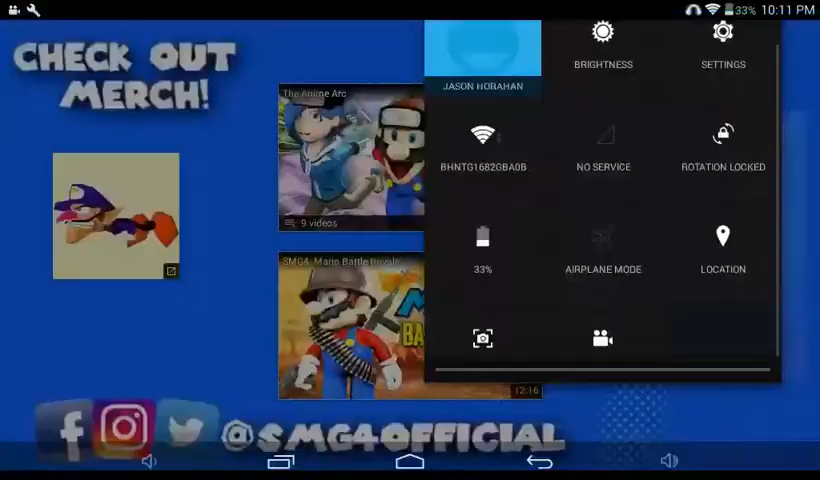 33% 10:11 PM
CHECK OUT
MERCH!
The Anime Arc
9 videos
SMG4: Mario Battle Royale
BA
12:16
JASON HORAHAN
BRIGHTNESS
SETTINGS
BHNTG1682GBA0B
NO SERVICE
ROTATION LOCKED
33%
AIRPLANE MODE
LOCATION
@SMG4OFFICIAL